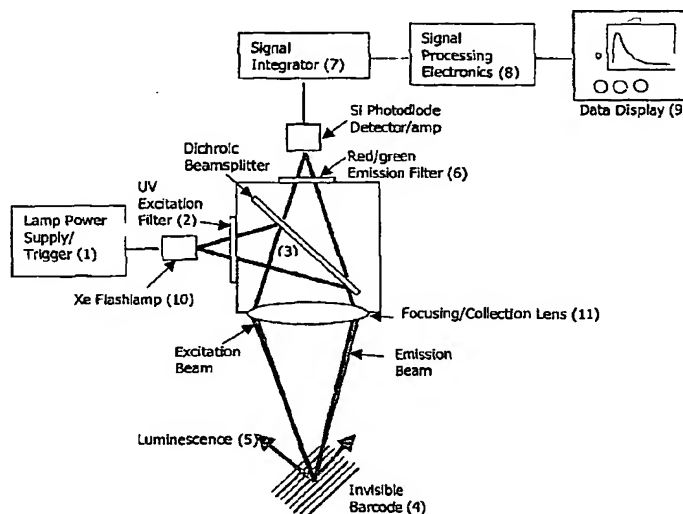 Signal
Integrator (7)
Signal
Processing
Electronics (8)
Data Display (9
Si Photodiode
Detector/amp
Dichroic
Beamsplitter
Red/green
Emission Filter (6)
UV
Excitation
Filter (2)
Lamp Power
Supply/
Trigger (1)
(3)
Xe Flashlamp (10)
Focusing/Collection Lens (11)
Excitation
Beam
Emission
Beam
Luminescence (5)
Invisible
Barcode (4)